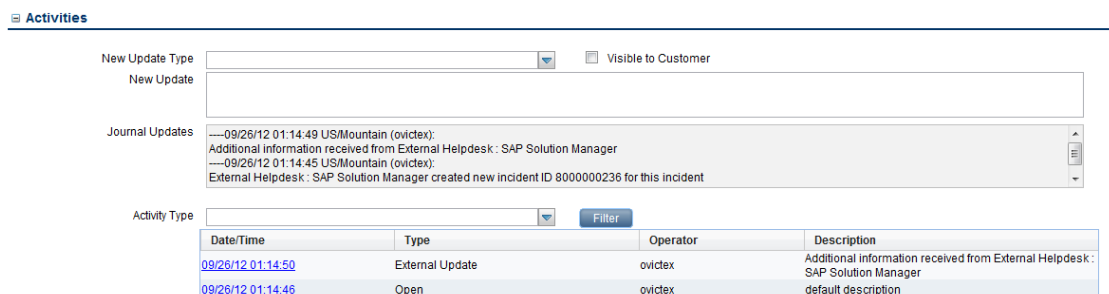 Activities
New Update Type
Visible to Customer
New Update
Journal Updates
----09/26/12 01:14:49 US/Mountain (ovictex):
Additional information received from External Helpdesk : SAP Solution Manager
----09/26/12 01:14:45 US/Mountain (ovictex):
External Helpdesk : SAP Solution Manager created new incident ID 8000000236 for this incident
Activity Type
Filter
Date/Time Type Operator Description
09/26/12 01:14:50 External Update ovictex Additional information received from External Helpdesk :
SAP Solution Manager
09/26/12 01:14:46 Open ovictex default description